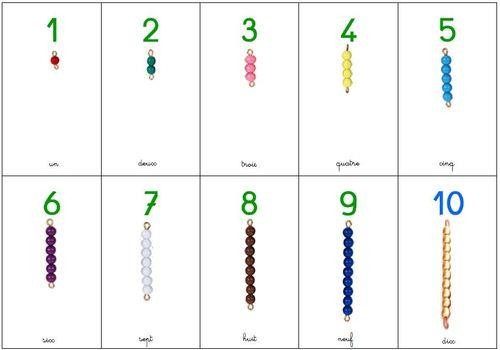 1 2 3 4 5
un deux trois quatre cinq
6 7 8 9 10
six sept huit neuf dix